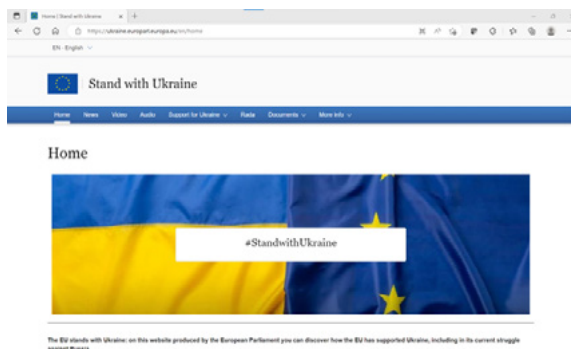 Home | Stand with Ukraine
https://ukraine.europarl.europa.eu/en/home
EN - English
Stand with Ukraine
Home News Video Audio Support for Ukraine Rada Documents More info
Home
#StandwithUkraine
The EU stands with Ukraine: on this website produced by the European Parliament you can discover how the EU has supported Ukraine, including in its current struggle
against Russia